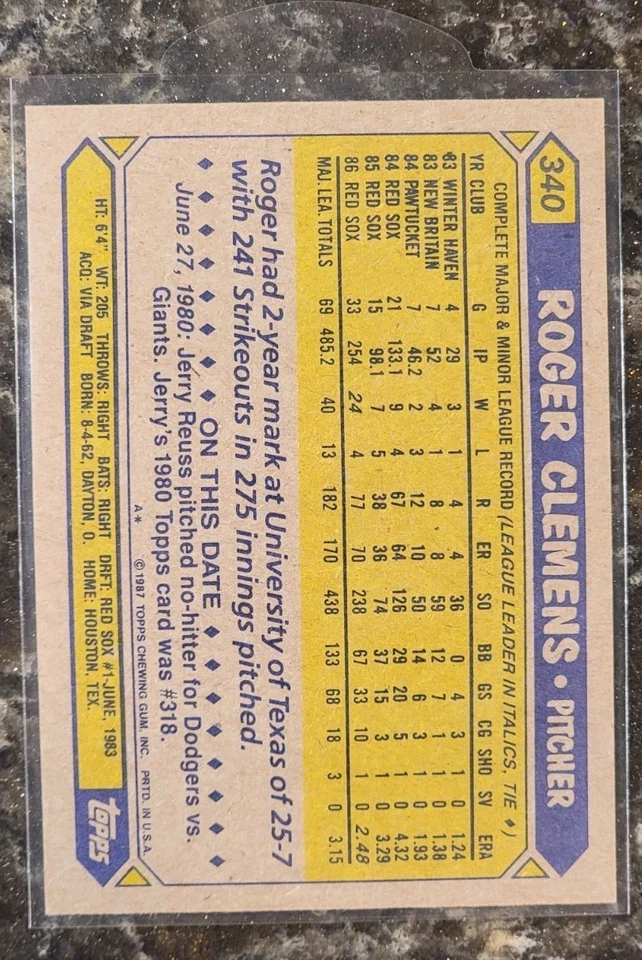 340 ROGER CLEMENS • PITCHER
COMPLETE MAJOR & MINOR LEAGUE RECORD (LEAGUE LEADER IN ITALICS, TIE ♦)
YR CLUB G IP W L R ER SO BB GS CG SHO SV ERA
83 WINTER HAVEN 4 29 3 1 4 4 36 0 4 3 1 0 1.24
83 NEW BRITAIN 7 52 4 1 8 8 59 12 7 1 1 0 1.38
84 PAWTUCKET 7 46.2 2 3 12 10 50 14 6 3 1 0 1.93
84 RED SOX 21 133.1 9 4 67 64 126 29 20 5 1 0 4.32
85 RED SOX 15 98.1 7 5 38 36 74 37 15 3 1 0 3.29
86 RED SOX 33 254 24 4 77 70 238 67 33 10 1 0 2.48
MAJ. LEA. TOTALS 69 485.2 40 13 182 170 438 133 68 18 3 0 3.15
Roger had 2-year mark at University of Texas of 25-7
with 241 Strikeouts in 275 innings pitched.
♦ ♦ ♦ ♦ ♦ ♦ ♦ ♦ ON THIS DATE ♦ ♦ ♦ ♦ ♦ ♦ ♦ ♦
June 27, 1980: Jerry Reuss pitched no-hitter for Dodgers vs.
Giants. Jerry's 1980 Topps card was #318.
A* © 1987 TOPPS CHEWING GUM, INC. PRTD. IN U.S.A.
HT: 6'4" WT: 205 THROWS: RIGHT BATS: RIGHT DRFT: RED SOX #1-JUNE, 1983
ACQ: VIA DRAFT BORN: 8-4-62, DAYTON, O. HOME: HOUSTON, TEX.
TOPPS